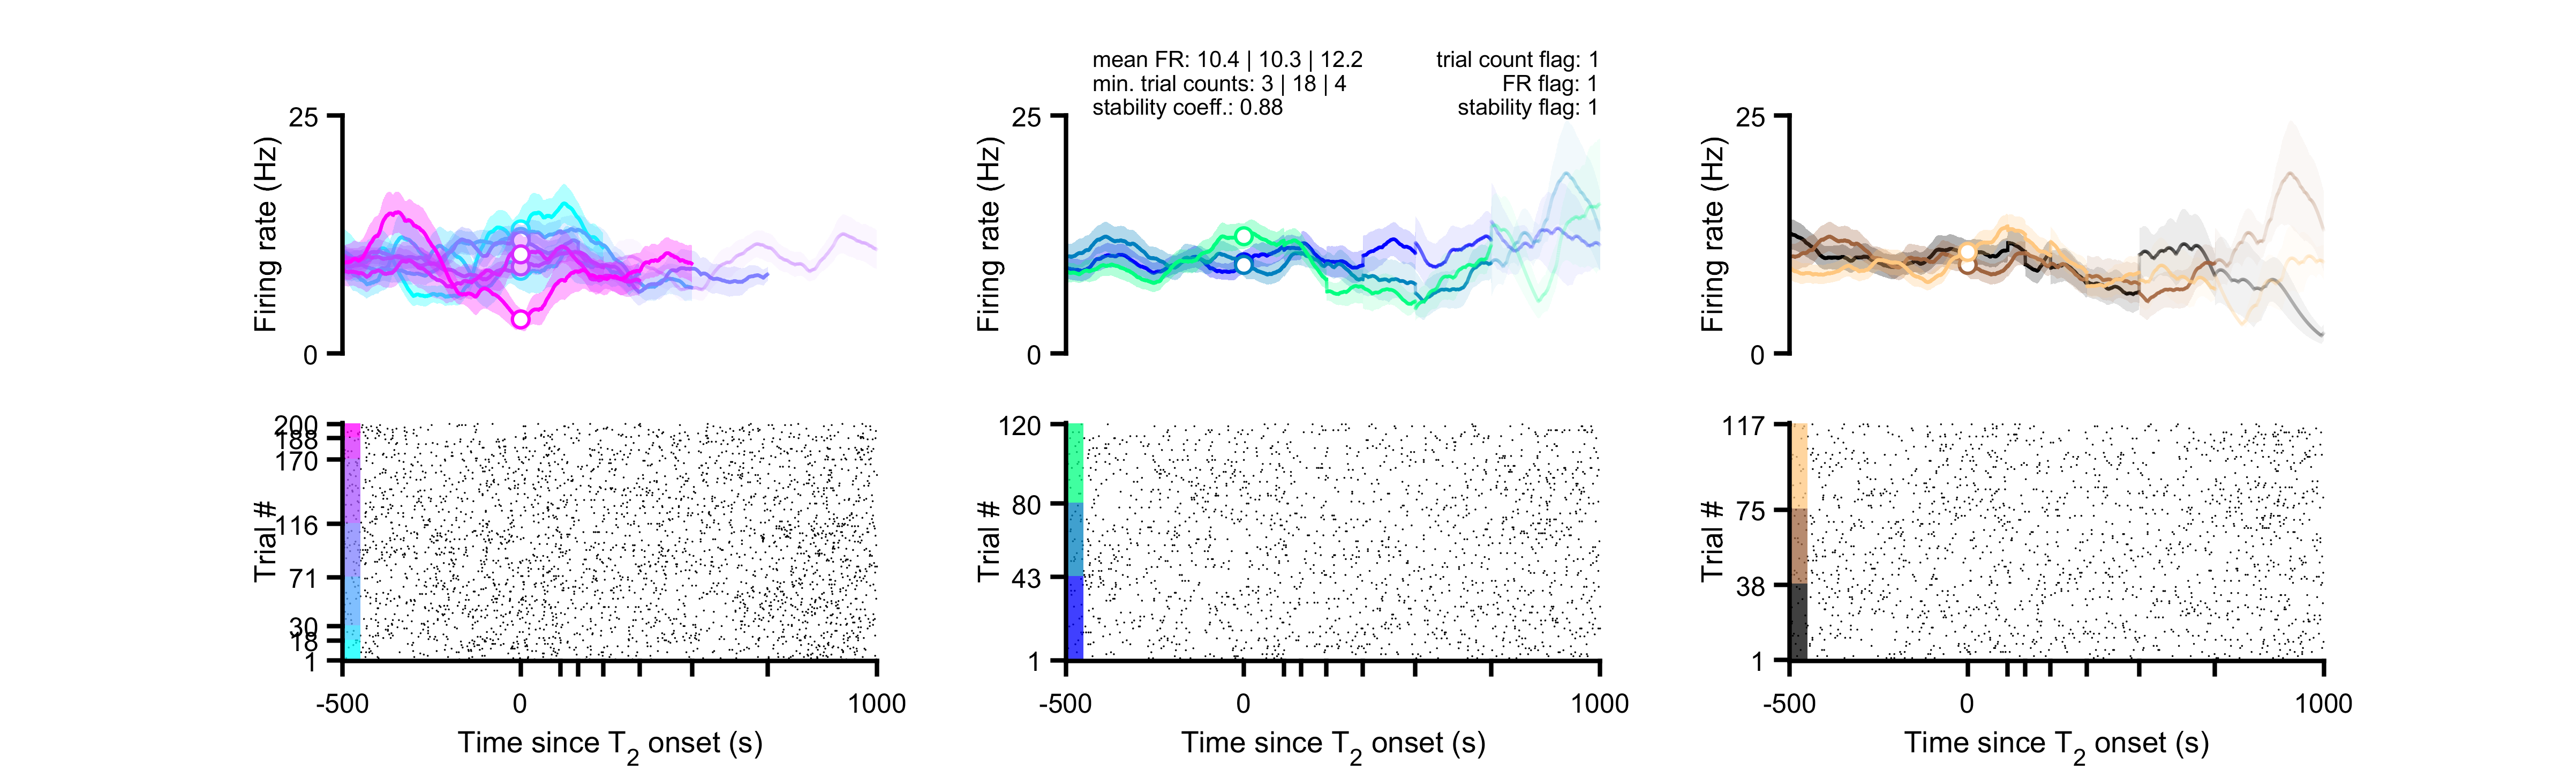 mean FR: 10.4 | 10.3 | 12.2
min. trial counts: 3 | 18 | 4
stability coeff.: 0.88
trial count flag: 1
FR flag: 1
stability flag: 1
Firing rate (Hz)
25
0
Firing rate (Hz)
25
0
Firing rate (Hz)
25
0
Trial #
200
188
170
116
71
30
18
1
-500
0
1000
Time since T2 onset (s)
Trial #
120
80
43
1
-500
0
1000
Time since T2 onset (s)
Trial #
117
75
38
1
-500
0
1000
Time since T2 onset (s)